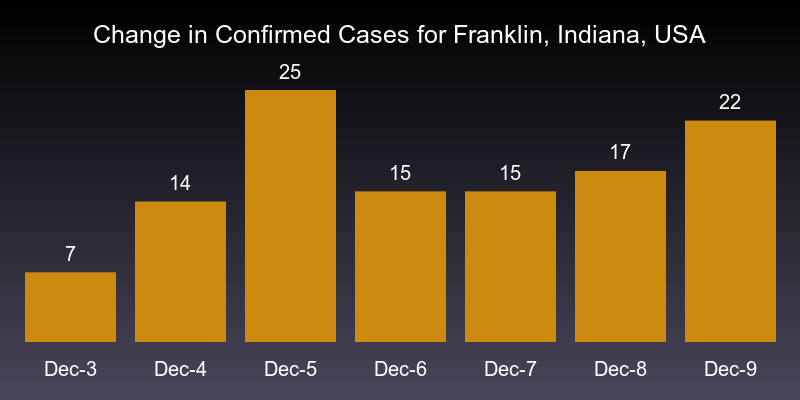 Change in Confirmed Cases for Franklin, Indiana, USA
7
14
25
15
15
17
22
Dec-3
Dec-4
Dec-5
Dec-6
Dec-7
Dec-8
Dec-9